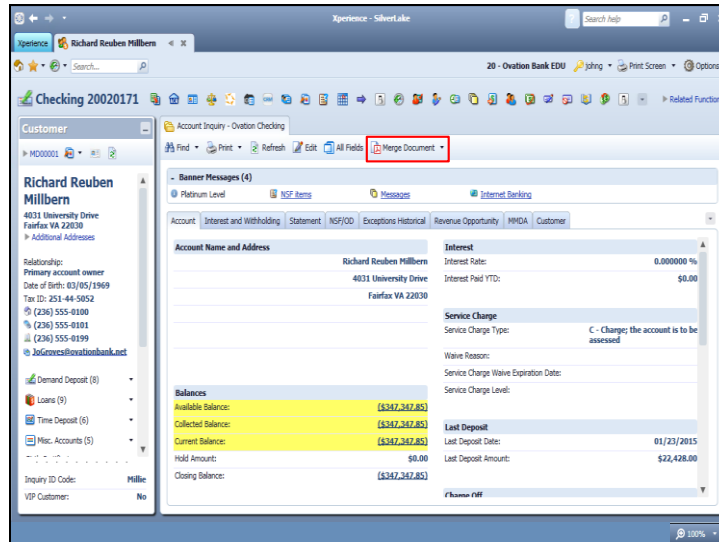 Xperience - SilverLake
Search help
Xperience
Richard Reuben Millbern
Search...
20 - Ovation Bank EDU
johng
Print Screen
Options
Checking 20020171
Related Function
Customer
MD00001
Richard Reuben
Millbern
4031 University Drive
Fairfax VA 22030
Additional Addresses
Relationship:
Primary account owner
Date of Birth: 03/05/1969
Tax ID: 251-44-5052
(236) 555-0100
(236) 555-0101
(236) 555-0199
JoGroves@ovationbank.net
Demand Deposit (8)
Loans (9)
Time Deposit (6)
Misc. Accounts (5)
Inquiry ID Code: Millie
VIP Customer: No
Account Inquiry - Ovation Checking
Find Print Refresh Edit All Fields Merge Document
- Banner Messages (4)
Platinum Level NSF items Messages Internet Banking
Account Interest and Withholding Statement NSF/OD Exceptions Historical Revenue Opportunity MMDA Customer
Account Name and Address
Richard Reuben Millbern
4031 University Drive
Fairfax VA 22030
Balances
Available Balance: ($347,347.85)
Collected Balance: ($347,347.85)
Current Balance: ($347,347.85)
Hold Amount: $0.00
Closing Balance: ($347,347.85)
Interest
Interest Rate: 0.000000 %
Interest Paid YTD: $0.00
Service Charge
Service Charge Type: C - Charge; the account is to be
assessed
Waive Reason:
Service Charge Waive Expiration Date:
Service Charge Level:
Last Deposit
Last Deposit Date: 01/23/2015
Last Deposit Amount: $22,428.00
Charge Off
100%